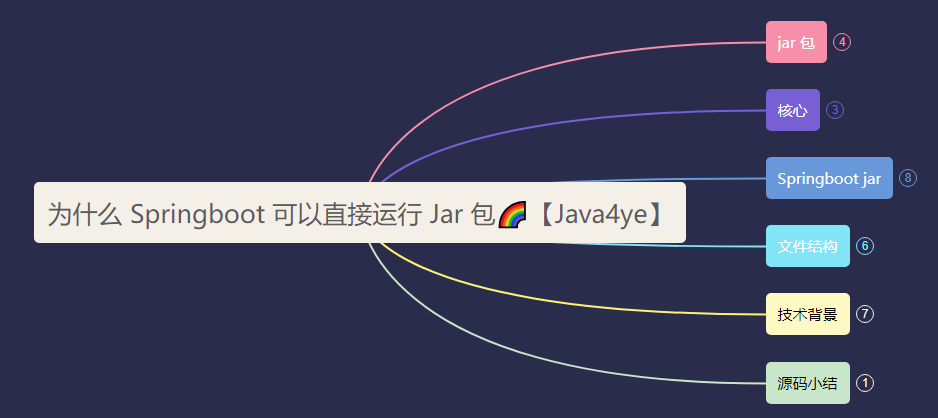 jar 包 ④
核心 ③
Springboot jar ⑧
为什么 Springboot 可以直接运行 Jar 包🌈【Java4ye】
文件结构 ⑥
技术背景 ⑦
源码小结 ①